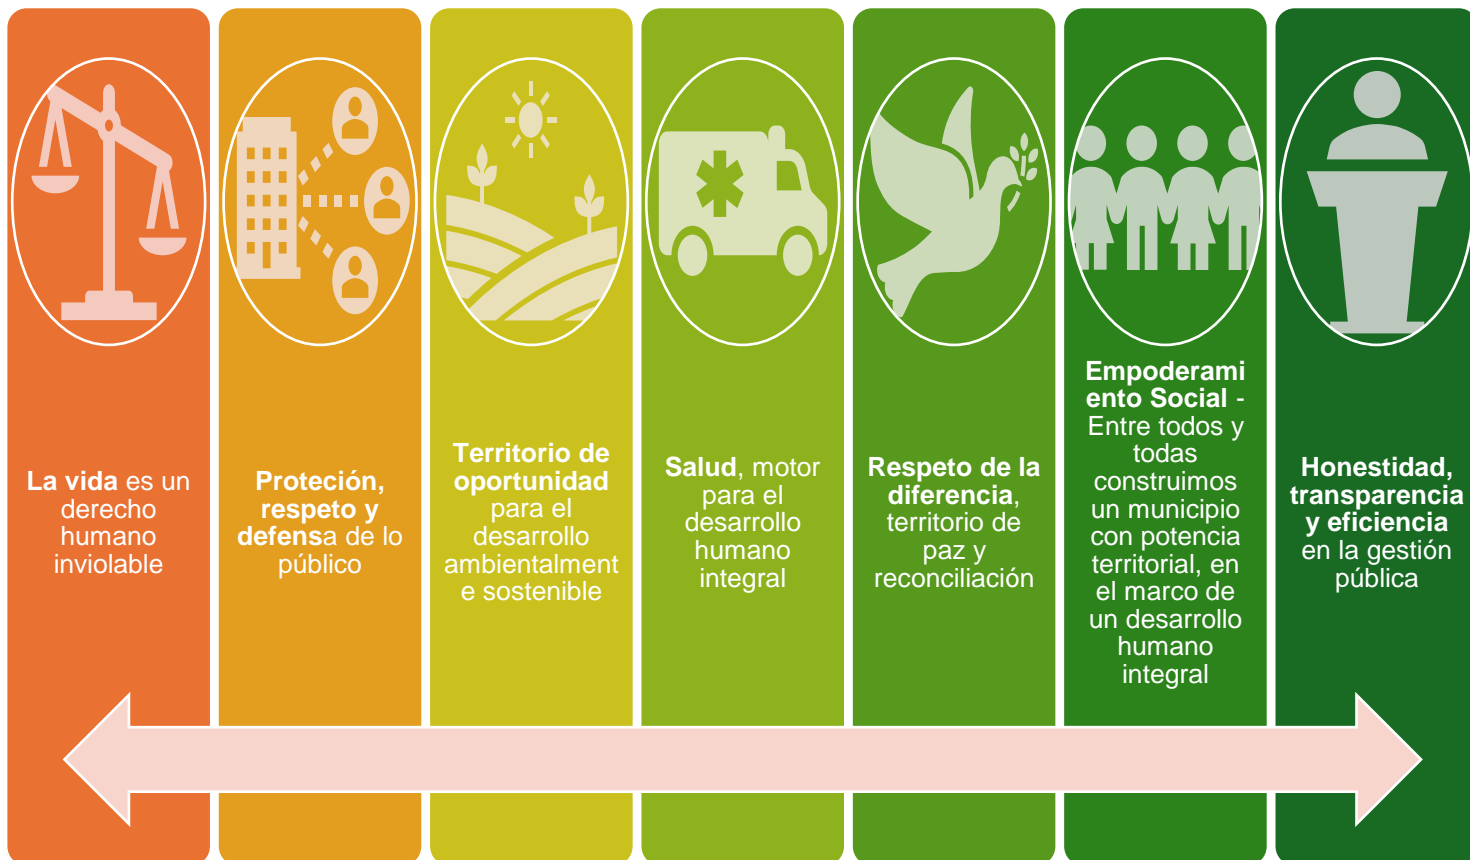 La vida es un
derecho
humano
inviolable
Proteción,
respeto y
defensa de lo
público
Territorio de
oportunidad
para el
desarrollo
ambientalment
e sostenible
Salud, motor
para el
desarrollo
humano
integral
Respeto de la
diferencia,
territorio de
paz y
reconciliación
Empoderami
ento Social -
Entre todos y
todas
construimos
un municipio
con potencia
territorial, en
el marco de
un desarrollo
humano
integral
Honestidad,
transparencia
y eficiencia
en la gestión
pública